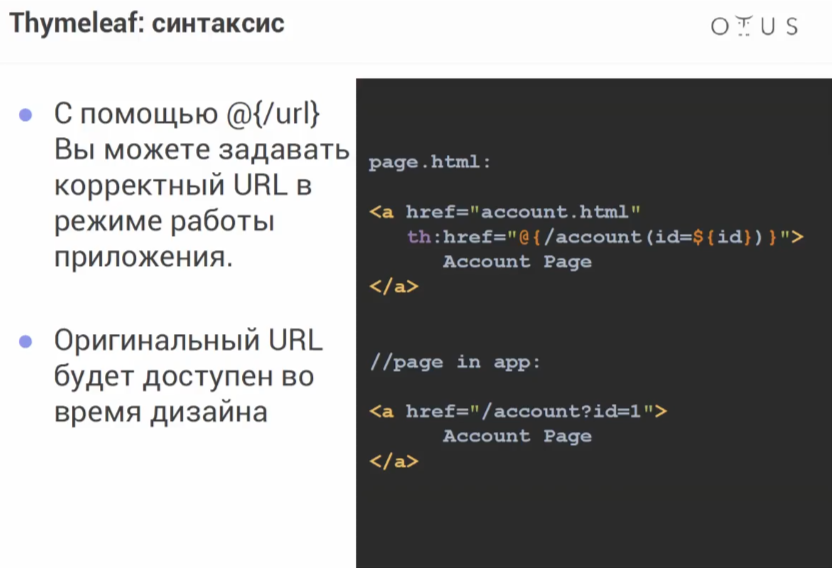 Thymeleaf: синтаксис
OTUS
С помощью @{/url}
Вы можете задавать
корректный URL в
режиме работы
приложения.
Оригинальный URL
будет доступен во
время дизайна
page.html:
<a href="account.html"
th:href="@{/account(id=${id})}">
Account Page
</a>
//page in app:
<a href="/account?id=1">
Account Page
</a>